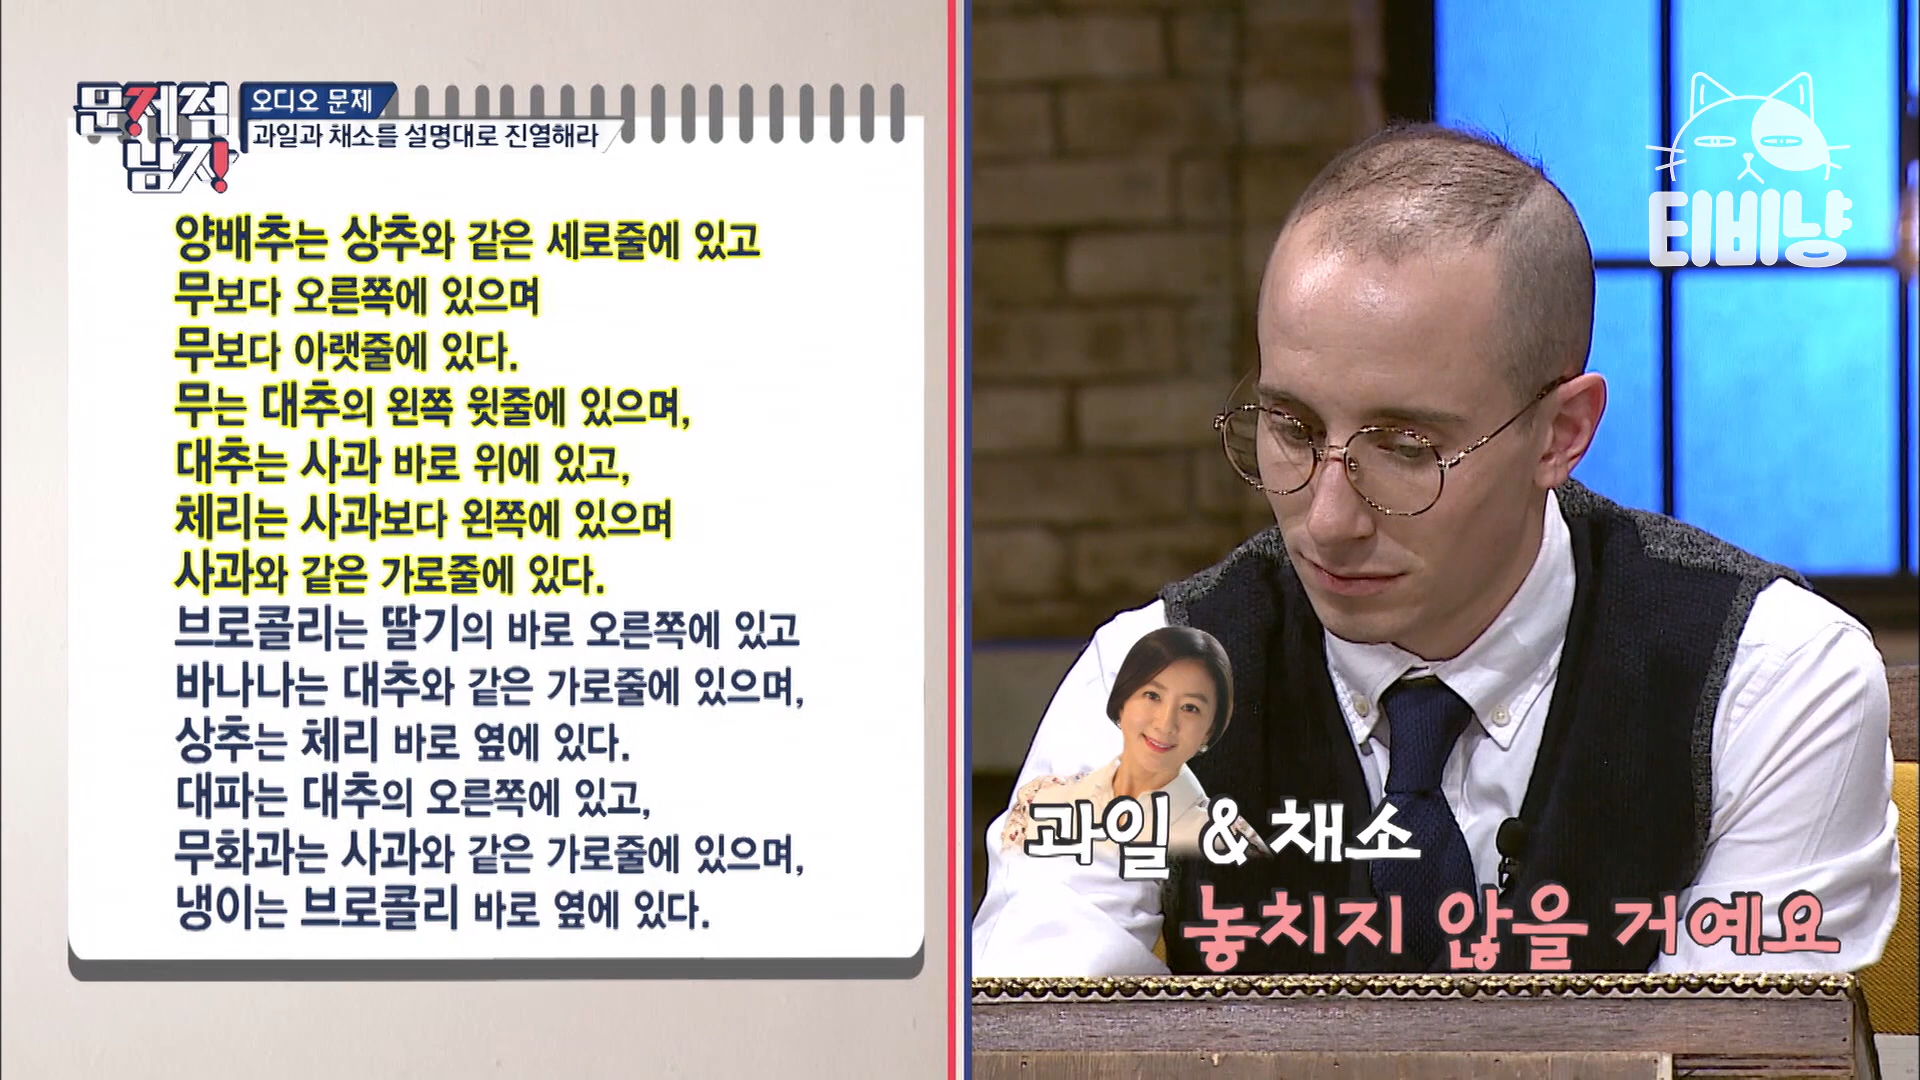 문제적
남자!
오디오 문제
과일과 채소를 설명대로 진열해라
양배추는 상추와 같은 세로줄에 있고
무보다 오른쪽에 있으며
무보다 아랫줄에 있다.
무는 대추의 왼쪽 윗줄에 있으며,
대추는 사과 바로 위에 있고,
체리는 사과보다 왼쪽에 있으며
사과와 같은 가로줄에 있다.
브로콜리는 딸기의 바로 오른쪽에 있고
바나나는 대추와 같은 가로줄에 있으며,
상추는 체리 바로 옆에 있다.
대파는 대추의 오른쪽에 있고,
무화과는 사과와 같은 가로줄에 있으며,
냉이는 브로콜리 바로 옆에 있다.
티비냥
과일 & 채소
놓치지 않을 거예요